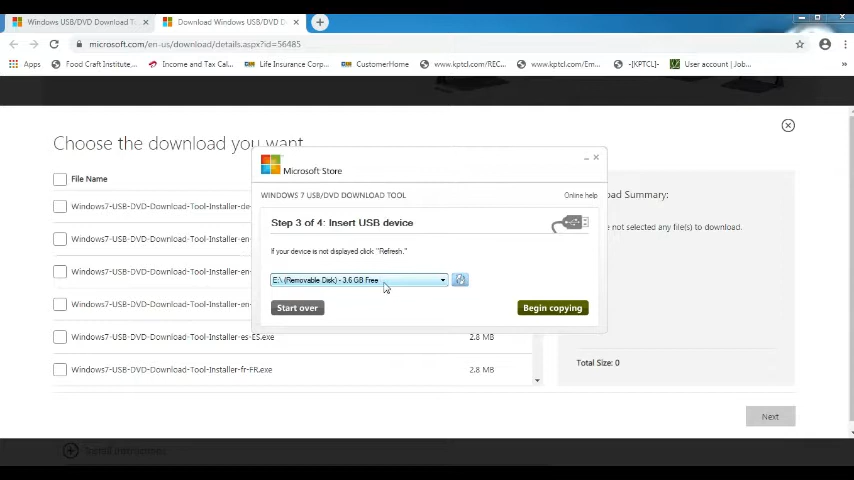 Windows USB/DVD Download T...
Download Windows USB/DVD D
microsoft.com/en-us/download/details.aspx?id=56485
Apps
Food Craft Institute,...
Income and Tax Cal...
Life Insurance Corp...
CustomerHome
www.kptcl.com/REC...
www.kptcl.com/Em...
-[KPTCL]-
User account | Job...
Choose the download you want
File Name
Windows7-USB-DVD-Download-Tool-Installer-de-
Windows7-USB-DVD-Download-Tool-Installer-en-
Windows7-USB-DVD-Download-Tool-Installer-en-
Windows7-USB-DVD-Download-Tool-Installer-en-
Windows7-USB-DVD-Download-Tool-Installer-es-ES.exe
2.8 MB
Windows7-USB-DVD-Download-Tool-Installer-fr-FR.exe
2.8 MB
Microsoft Store
WINDOWS 7 USB/DVD DOWNLOAD TOOL
Online help
Step 3 of 4: Insert USB device
If your device is not displayed click "Refresh."
E:\ (Removable Disk) - 3.6 GB Free
Start over
Begin copying
oad Summary:
not selected any file(s) to download.
Total Size: 0
Next
Install Instructions